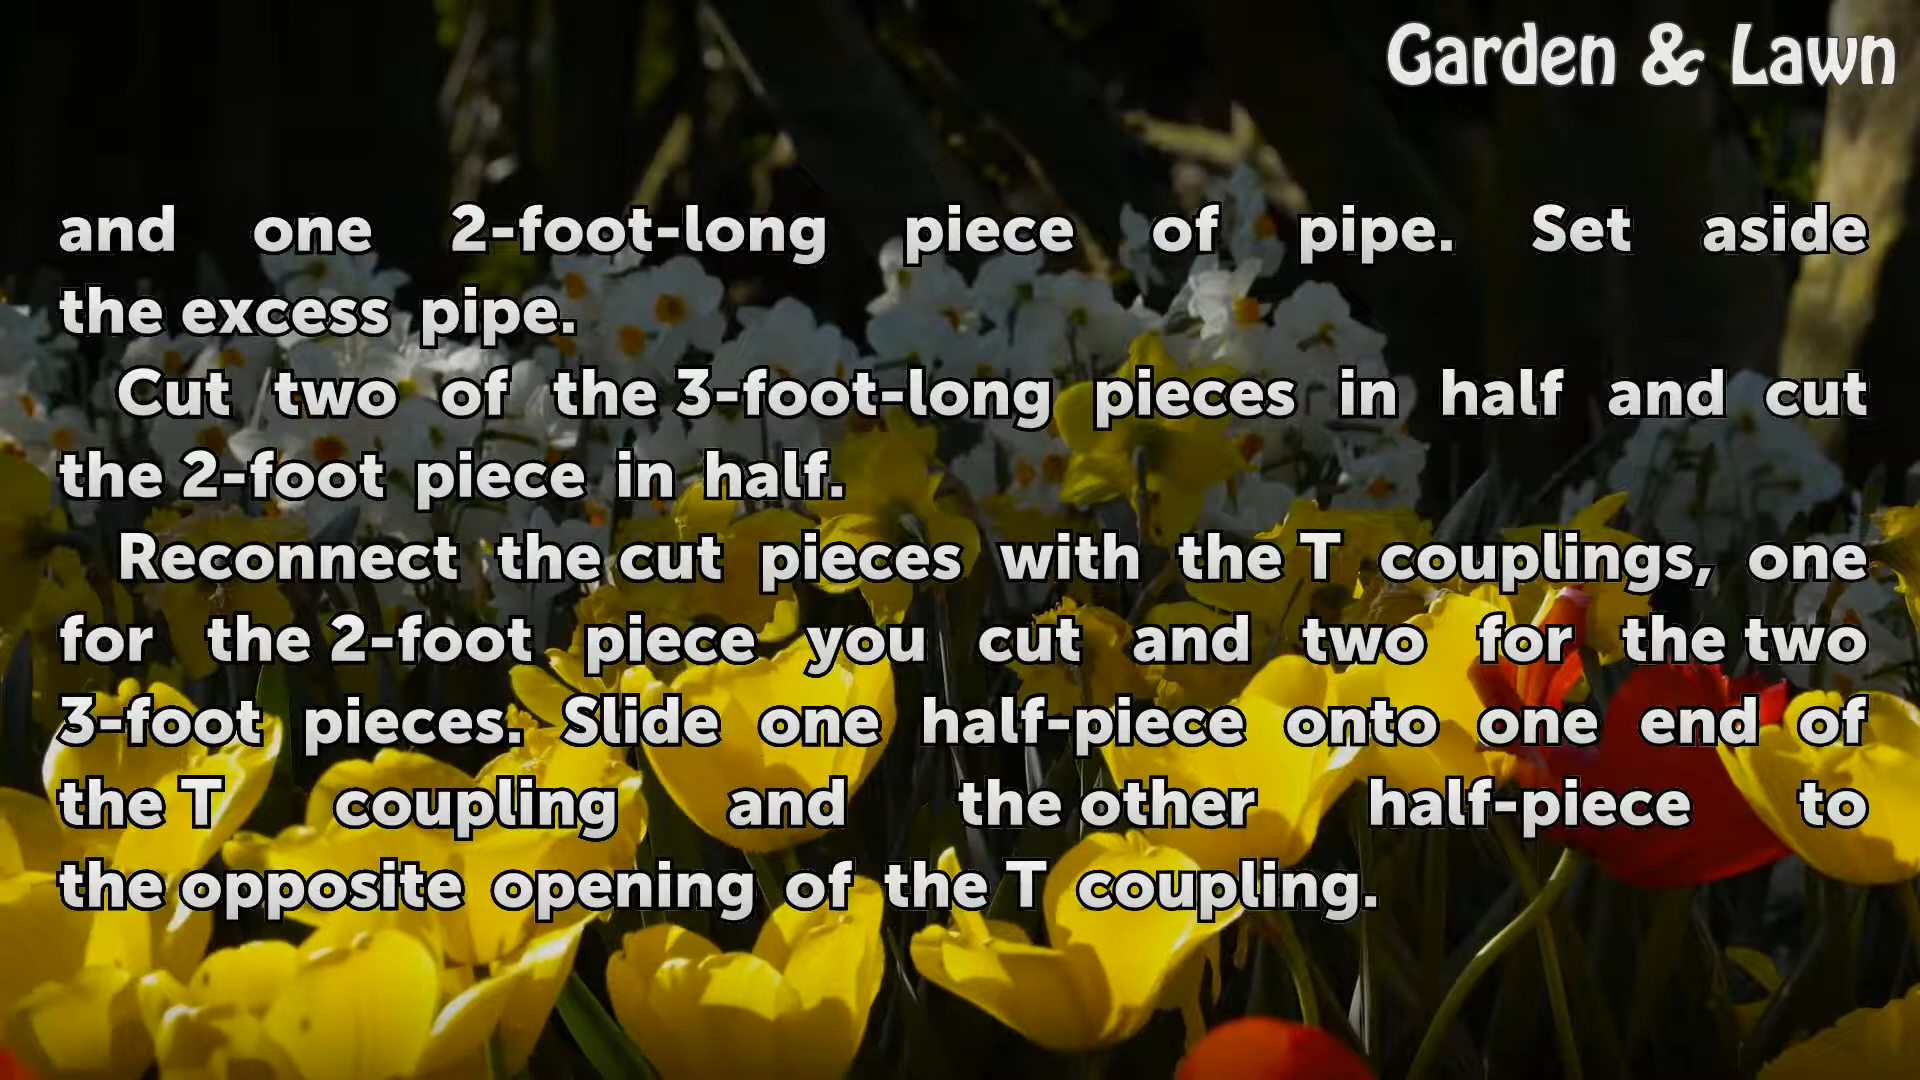 Garden & Lawn
and one 2-foot-long piece of pipe. Set aside
the excess pipe.
Cut two of the 3-foot-long pieces in half and cut
the 2-foot piece in half.
Reconnect the cut pieces with the T couplings, one
for the 2-foot piece you cut and two for the two
3-foot pieces. Slide one half-piece onto one end of
the T coupling and the other half-piece to
the opposite opening of the T coupling.